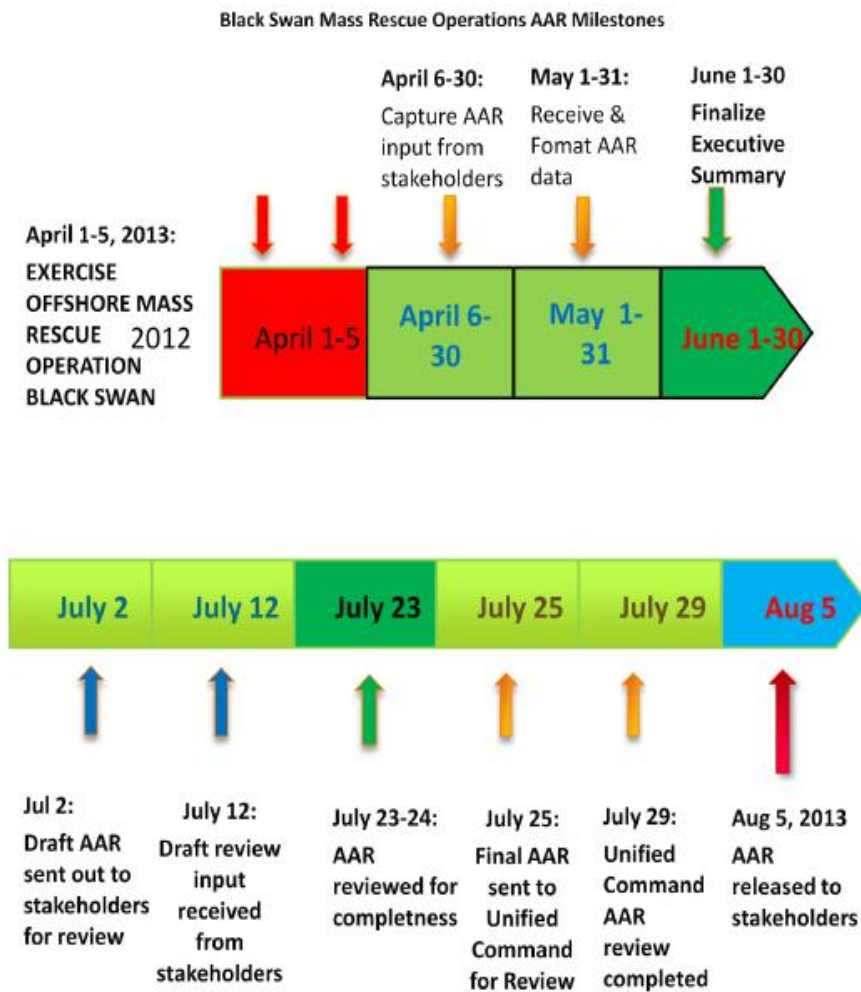 Black Swan Mass Rescue Operations AAR Milestones
April 6-30:
Capture AAR
input from
stakeholders
May 1-31:
Receive &
Fomat AAR
data
June 1-30
Finalize
Executive
Summary
April 1-5, 2013:
EXERCISE
OFFSHORE MASS
RESCUE
OPERATION
BLACK SWAN
2012
April 1-5
April 6-
30
May 1-
31
June 1-30
July 2
July 12
July 23
July 25
July 29
Aug 5
Jul 2:
Draft AAR
sent out to
stakeholders
for review
July 12:
Draft review
input
received
from
stakeholders
July 23-24:
AAR
reviewed for
completness
July 25:
Final AAR
sent to
Unified
Command
for Review
July 29:
Unified
Command
AAR
review
completed
Aug 5, 2013
AAR
released to
stakeholders